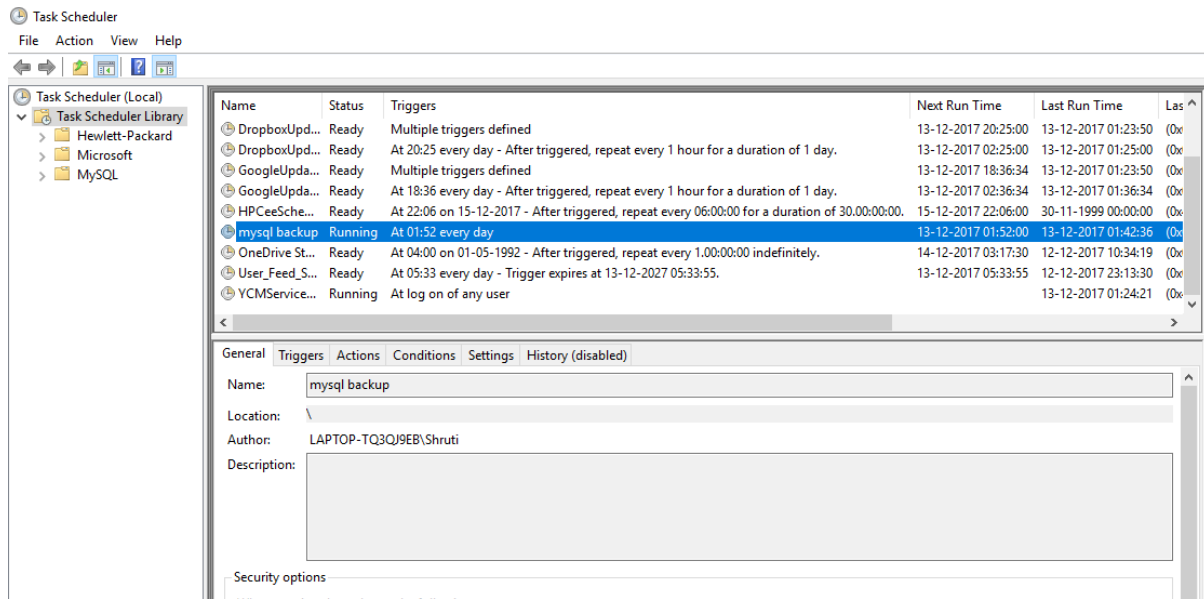 Task Scheduler
File Action View Help
Task Scheduler (Local)
Task Scheduler Library
Hewlett-Packard
Microsoft
MySQL
Name Status Triggers Next Run Time Last Run Time Las
DropboxUpd... Ready Multiple triggers defined 13-12-2017 20:25:00 13-12-2017 01:23:50 (0x
DropboxUpd... Ready At 20:25 every day - After triggered, repeat every 1 hour for a duration of 1 day. 13-12-2017 02:25:00 13-12-2017 01:25:00 (0x
GoogleUpda... Ready Multiple triggers defined 13-12-2017 18:36:34 13-12-2017 01:23:50 (0x
GoogleUpda... Ready At 18:36 every day - After triggered, repeat every 1 hour for a duration of 1 day. 13-12-2017 02:36:34 13-12-2017 01:36:34 (0x
HPCeeSche... Ready At 22:06 on 15-12-2017 - After triggered, repeat every 06:00:00 for a duration of 30.00:00:00. 15-12-2017 22:06:00 30-11-1999 00:00:00 (0x
mysql backup Running At 01:52 every day 13-12-2017 01:52:00 13-12-2017 01:42:36 (0x
OneDrive St... Ready At 04:00 on 01-05-1992 - After triggered, repeat every 1.00:00:00 indefinitely. 14-12-2017 03:17:30 12-12-2017 10:34:19 (0x
User_Feed_S... Ready At 05:33 every day - Trigger expires at 13-12-2027 05:33:55. 13-12-2017 05:33:55 12-12-2017 23:13:30 (0x
YCMService... Running At log on of any user 13-12-2017 01:24:21 (0x
General Triggers Actions Conditions Settings History (disabled)
Name: mysql backup
Location: \
Author: LAPTOP-TQ3QJ9EB\Shruti
Description:
Security options